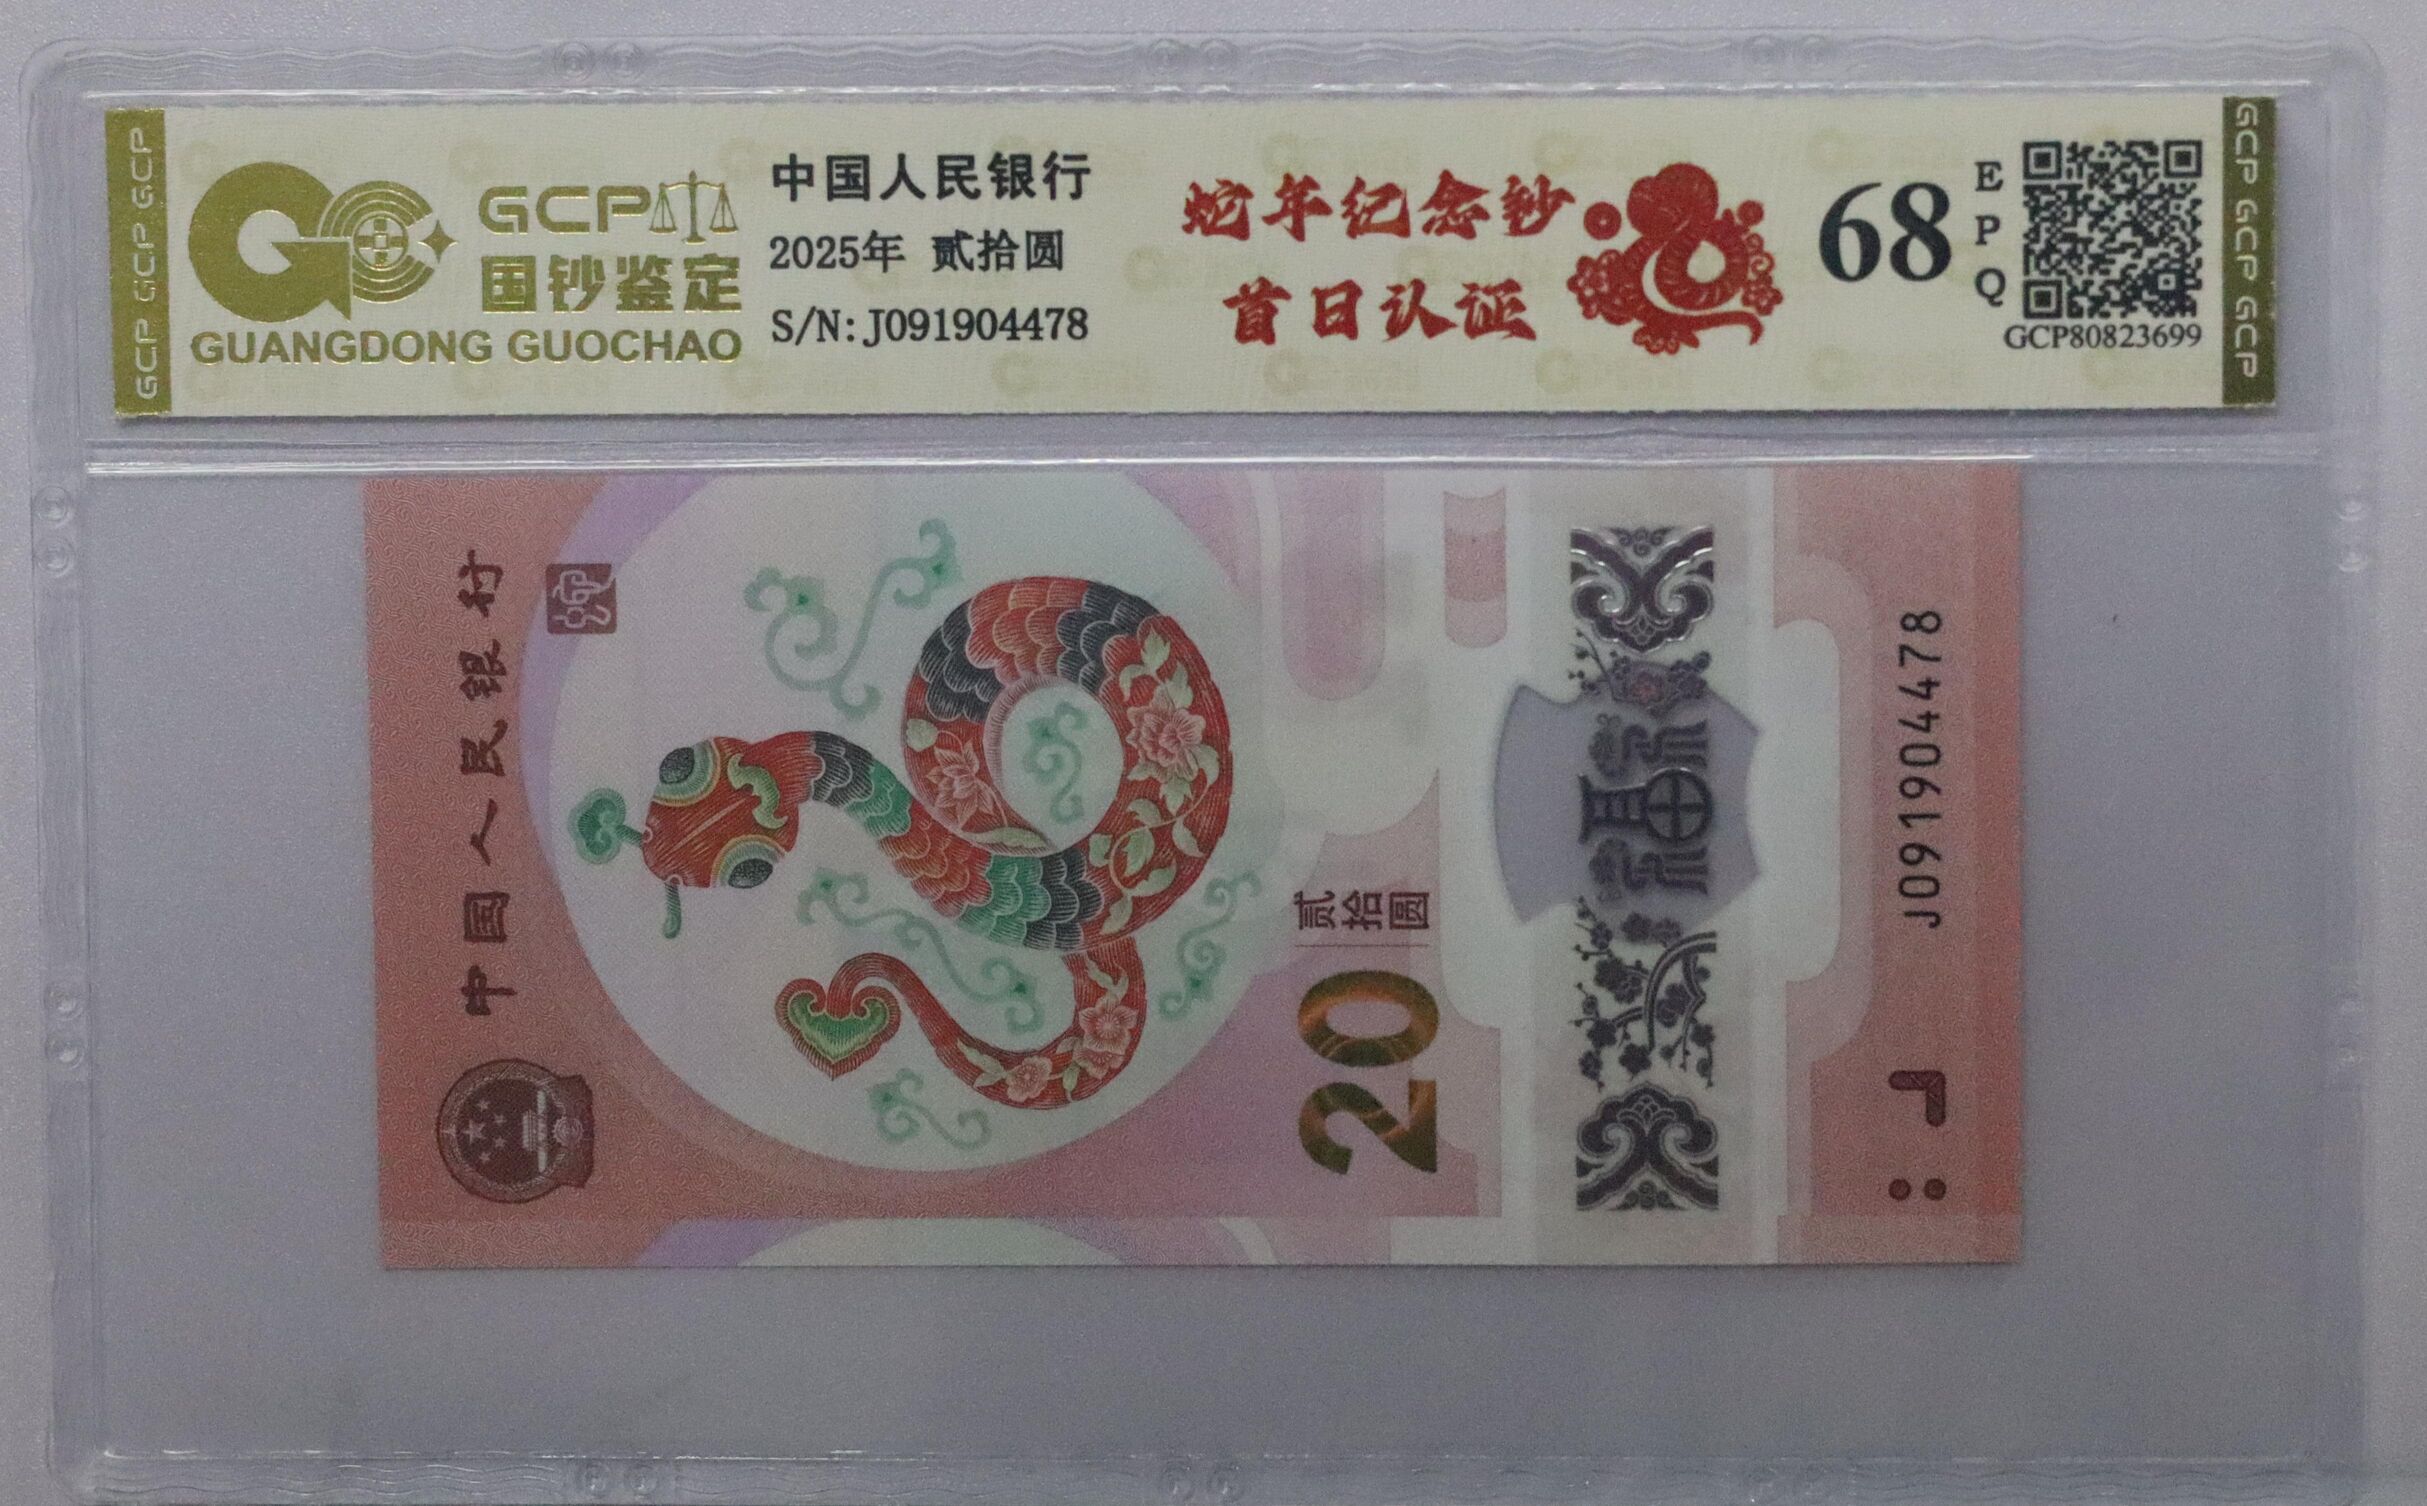 GCP GCP GCP
GCP
国钞鉴定
GUANGDONG GUOCHAO
中国人民银行
2025年 贰拾圆
S/N:J091904478
蛇年纪念钞
首日认证
68
EPQ
GCP80823699
GCP GCP GCP GCP
中国人民银行
20
贰拾圆
福
J091904478